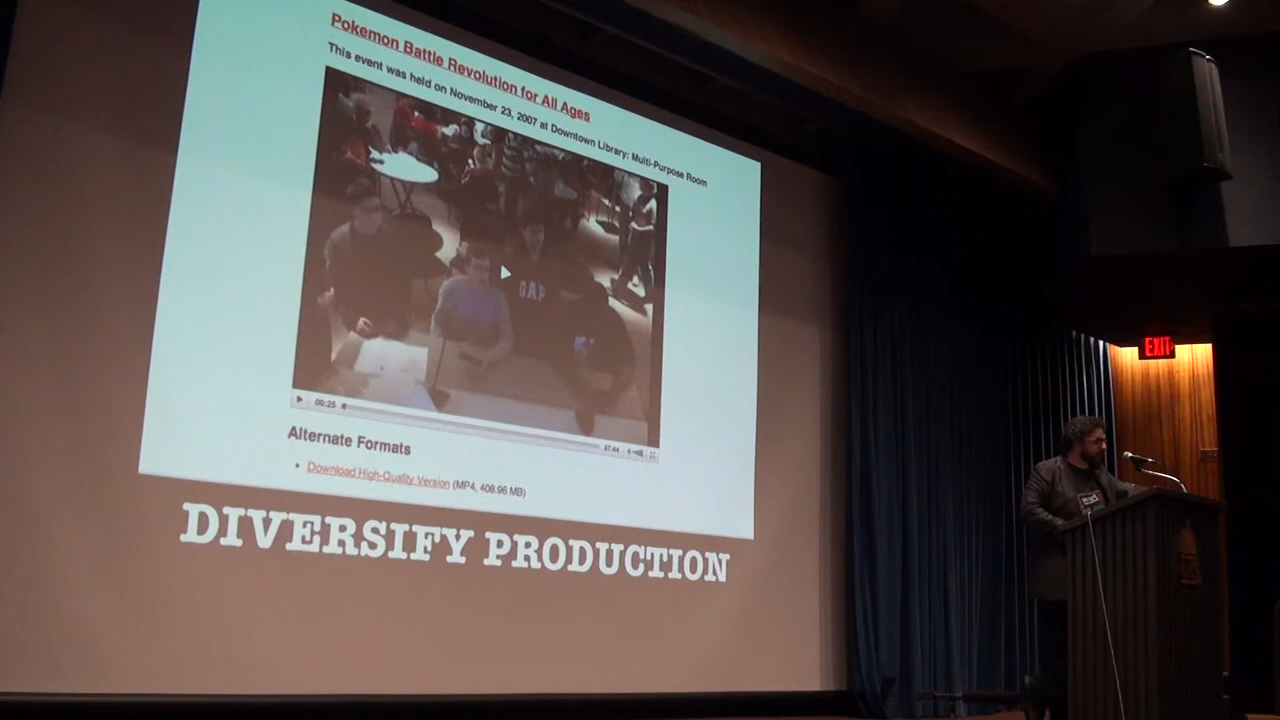 Pokemon Battle Revolution for All Ages
This event was held on November 23, 2007 at Downtown Library: Multi-Purpose Room
GAP
00:25
37:44
Alternate Formats
• Download High-Quality Version (MP4, 408.96 MB)
DIVERSIFY PRODUCTION
EXIT